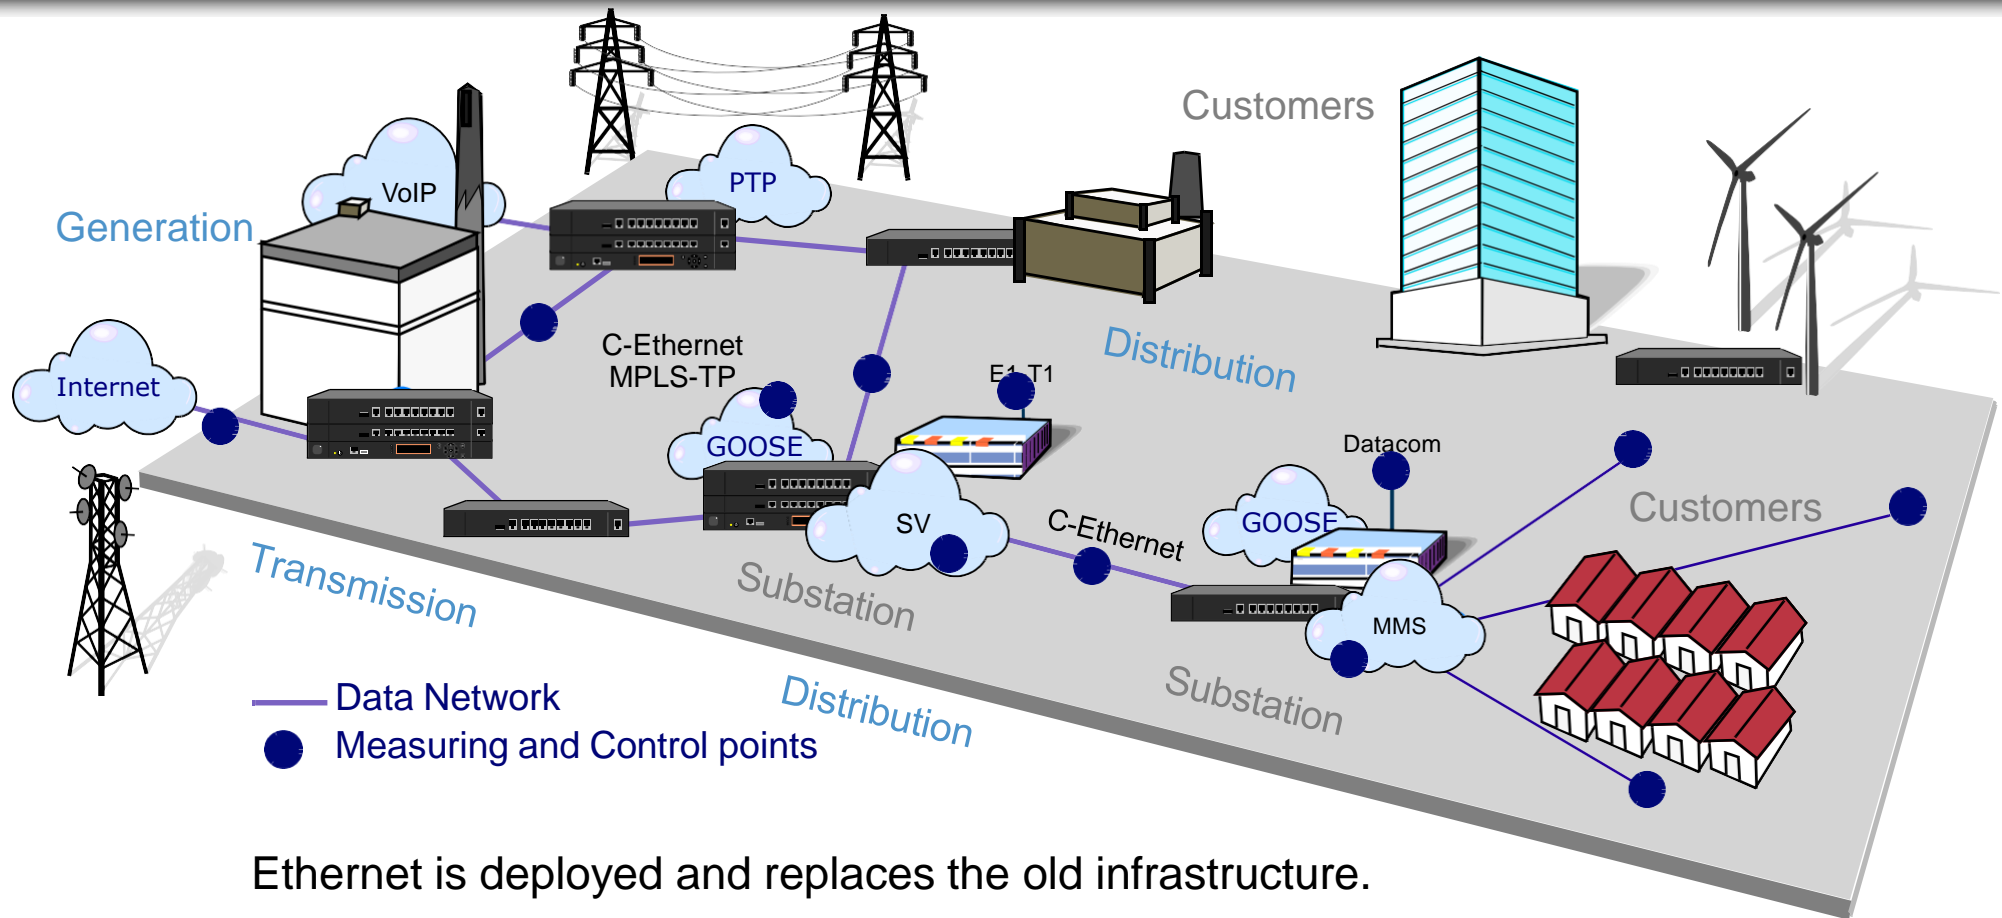 Customers
VoIP
PTP
Generation
Distribution
C-Ethernet
MPLS-TP
E1 T1
Internet
GOOSE
Datacom
SV
C-Ethernet
GOOSE
Customers
Transmission
Substation
MMS
Substation
Distribution
Data Network
Measuring and Control points
Ethernet is deployed and replaces the old infrastructure.